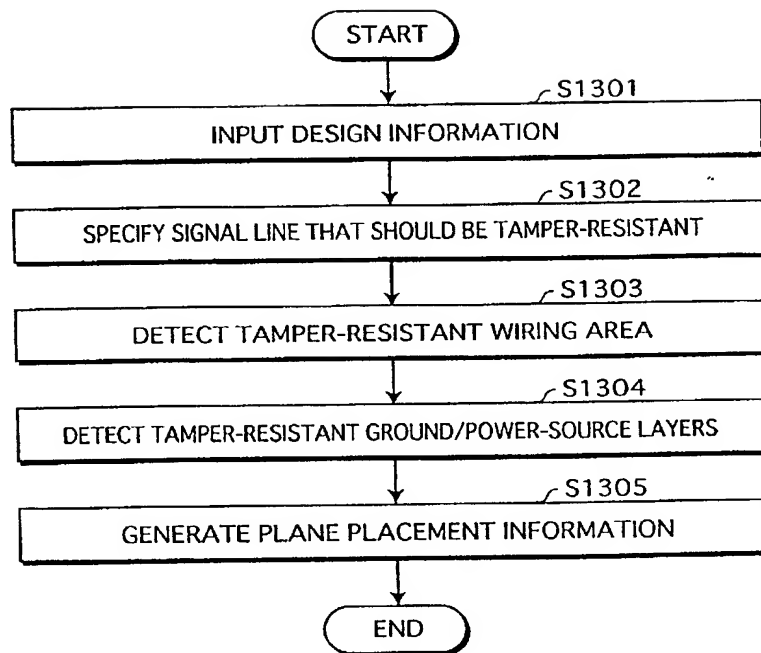 START
S1301
INPUT DESIGN INFORMATION
S1302
SPECIFY SIGNAL LINE THAT SHOULD BE TAMPER-RESISTANT
S1303
DETECT TAMPER-RESISTANT WIRING AREA
S1304
DETECT TAMPER-RESISTANT GROUND/POWER-SOURCE LAYERS
S1305
GENERATE PLANE PLACEMENT INFORMATION
END